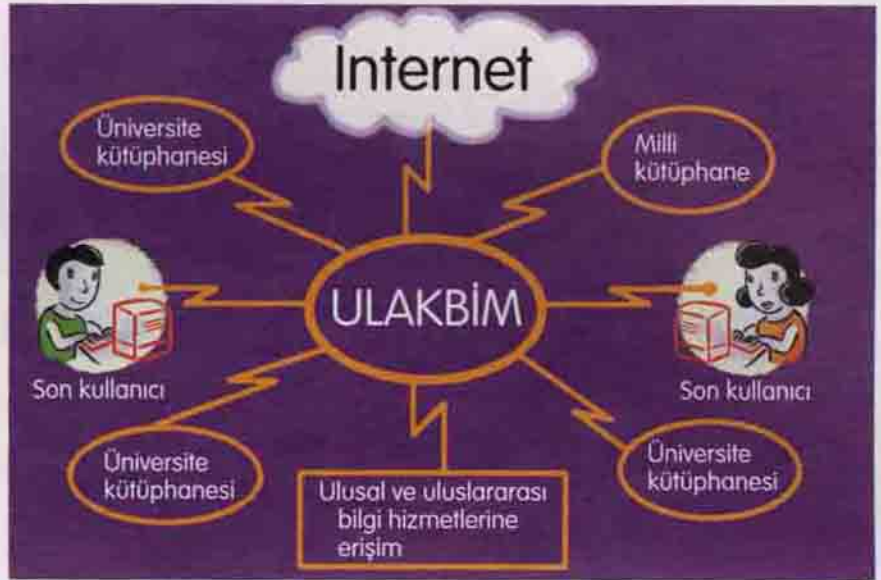 Internet
Üniversite
kütüphanesi
Milli
kütüphane
ULAKBİM
Son kullanıcı
Son kullanıcı
Üniversite
kütüphanesi
Ulusal ve uluslararası
bilgi hizmetlerine
erişim
Üniversite
kütüphanesi